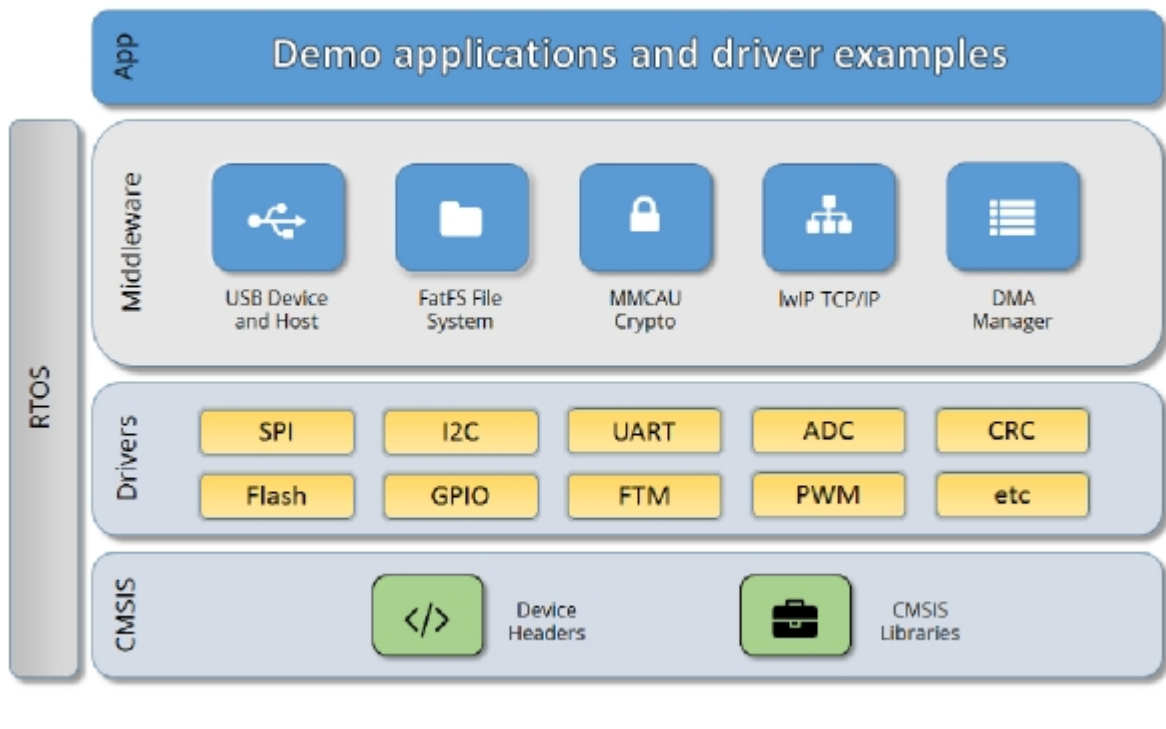 App
Demo applications and driver examples
RTOS
Middleware
USB Device
and Host
FatFS File
System
MMCAU
Crypto
lwIP TCP/IP
DMA
Manager
Drivers
SPI
I2C
UART
ADC
CRC
Flash
GPIO
FTM
PWM
etc
CMSIS
Device
Headers
CMSIS
Libraries